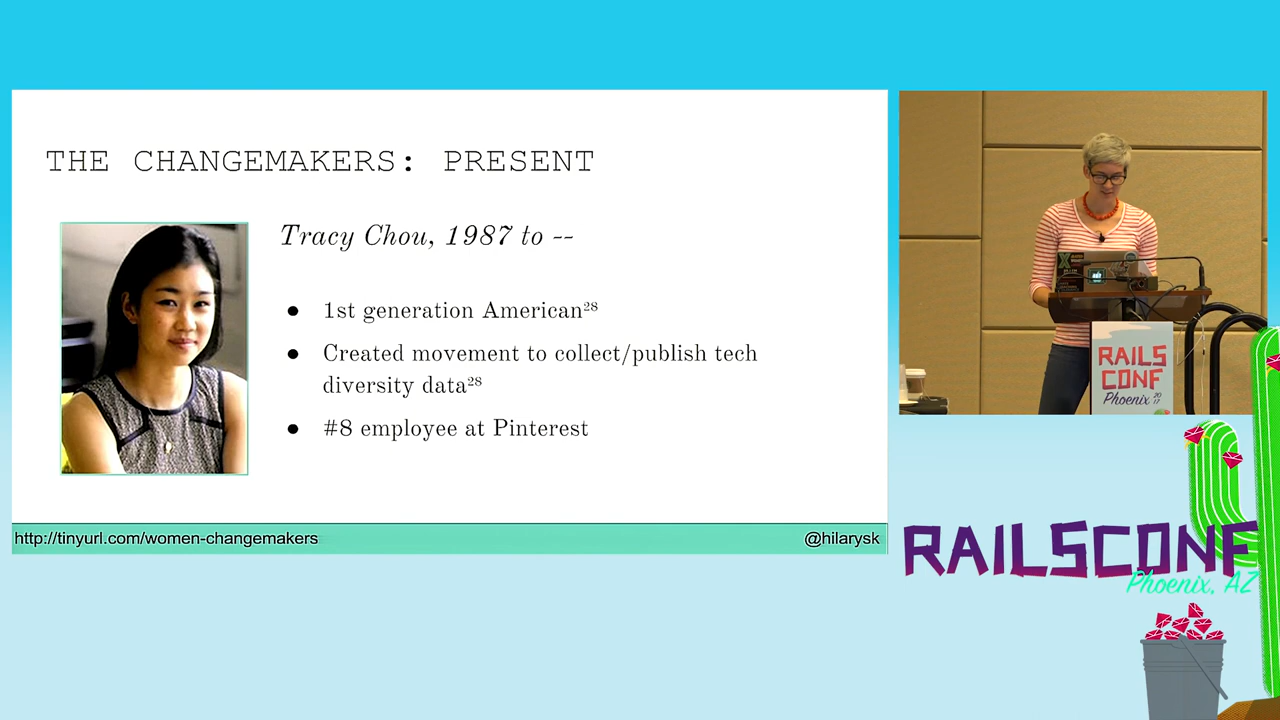 THE CHANGEMAKERS: PRESENT
Tracy Chou, 1987 to --
● 1st generation American²⁸
● Created movement to collect/publish tech
diversity data²⁸
● #8 employee at Pinterest
http://tinyurl.com/women-changemakers
@hilarysk
RAILS
CONF
Phoenix 2017
RAILSCONF
Phoenix, AZ